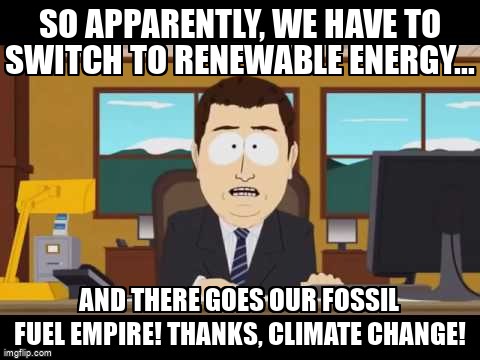 SO APPARENTLY, WE HAVE TO
SWITCH TO RENEWABLE ENERGY...
AND THERE GOES OUR FOSSIL
FUEL EMPIRE! THANKS, CLIMATE CHANGE!
imgflip.com